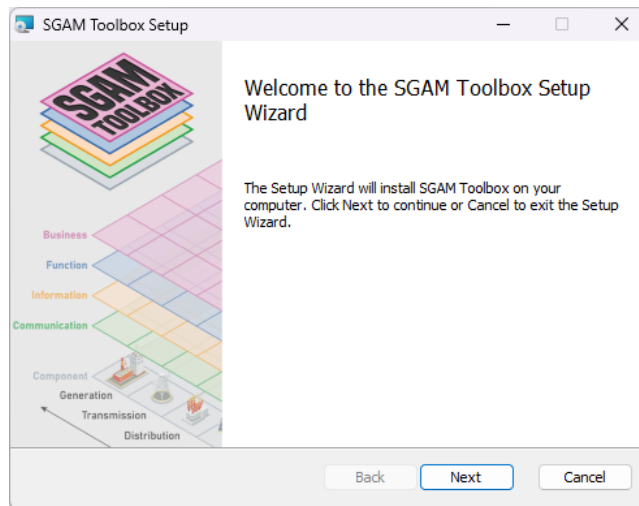 SGAM Toolbox Setup
SGAM
TOOLBOX
Welcome to the SGAM Toolbox Setup
Wizard
The Setup Wizard will install SGAM Toolbox on your
computer. Click Next to continue or Cancel to exit the Setup
Wizard.
Business
Function
Information
Communication
Component
Generation
Transmission
Distribution
Back
Next
Cancel